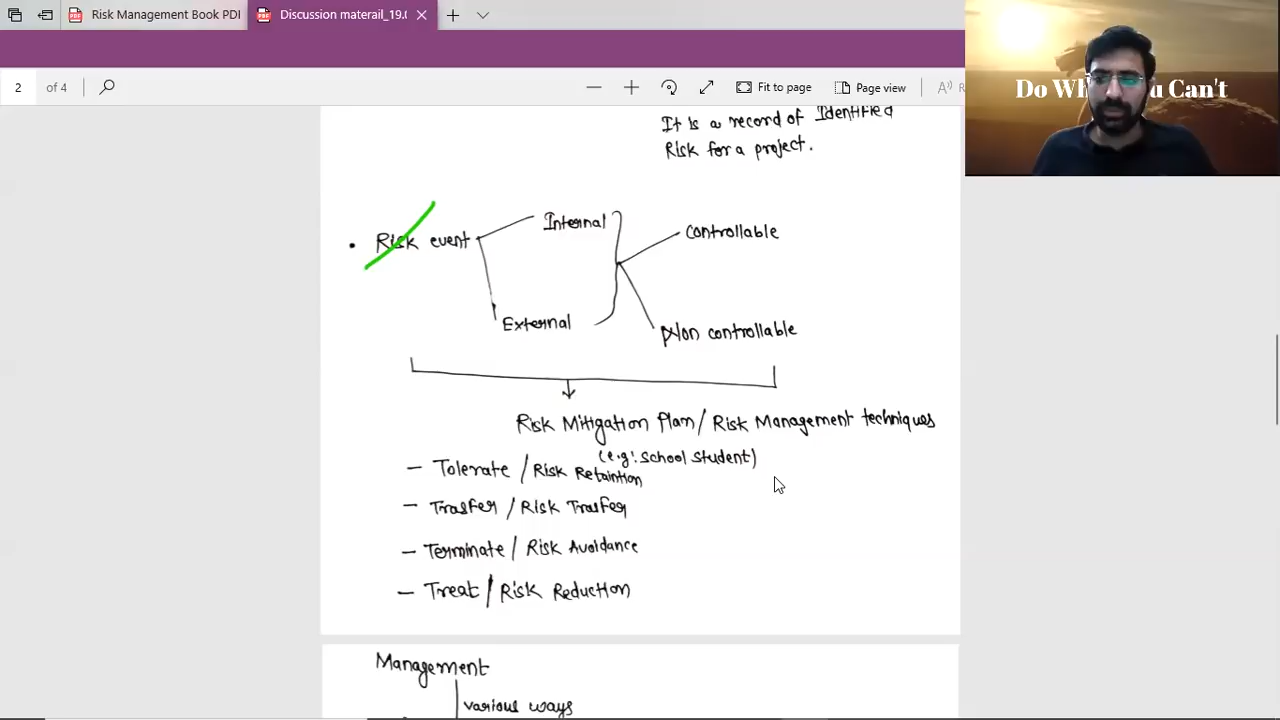 Risk Management Book PDI
Discussion materail_19.0
2 of 4
Fit to page
Page view
Do Wh u Can't
It is a record of Identified
Risk for a project.
• Risk event
Internal
External
Controllable
Non controllable
Risk Mitigation Plan/Risk Management techniques
(e.g: School Student)
- Tolerate / Risk Retaintion
- Trasfer / Risk Trasfer
- Terminate / Risk Avoidance
- Treat / Risk Reduction
Management
various ways